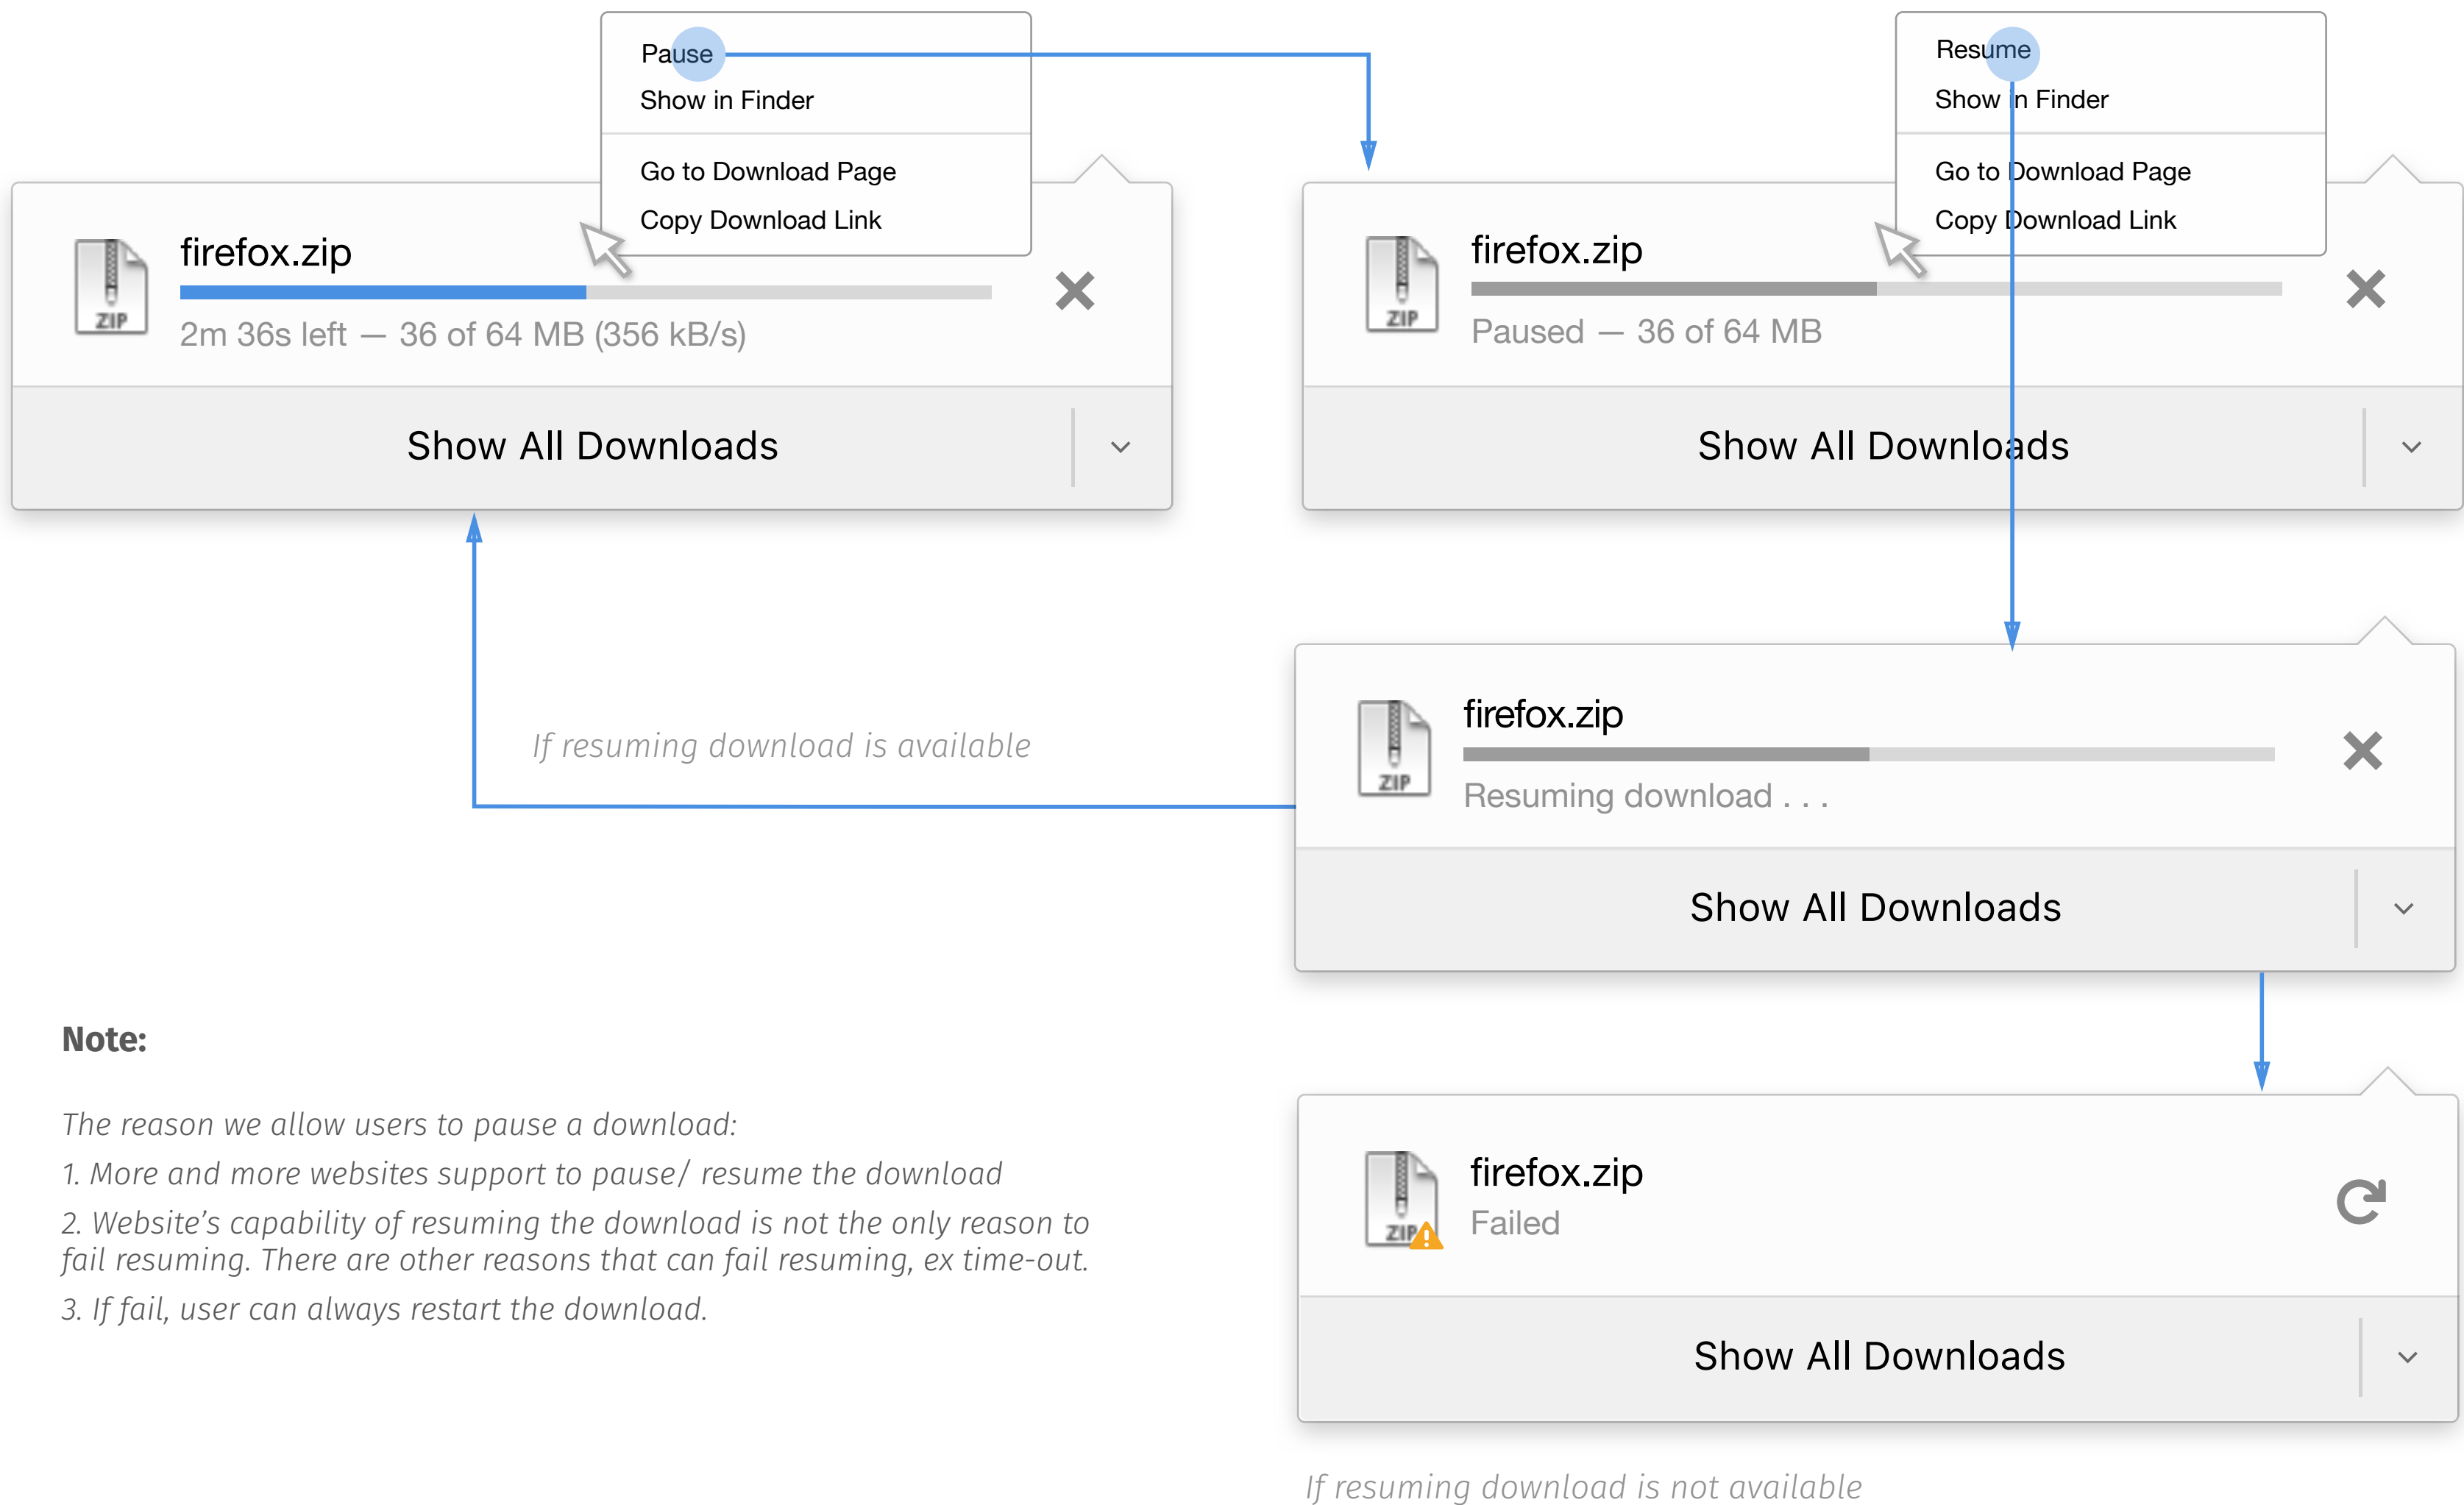 Pause
Show in Finder
Go to Download Page
Copy Download Link
firefox.zip
ZIP
2m 36s left — 36 of 64 MB (356 kB/s)
Show All Downloads
Resume
Show in Finder
Go to Download Page
Copy Download Link
firefox.zip
ZIP
Paused — 36 of 64 MB
Show All Downloads
If resuming download is available
firefox.zip
ZIP
Resuming download . . .
Show All Downloads
Note:
The reason we allow users to pause a download:
1. More and more websites support to pause/ resume the download
2. Website’s capability of resuming the download is not the only reason to
fail resuming. There are other reasons that can fail resuming, ex time-out.
3. If fail, user can always restart the download.
firefox.zip
ZIP
Failed
Show All Downloads
If resuming download is not available